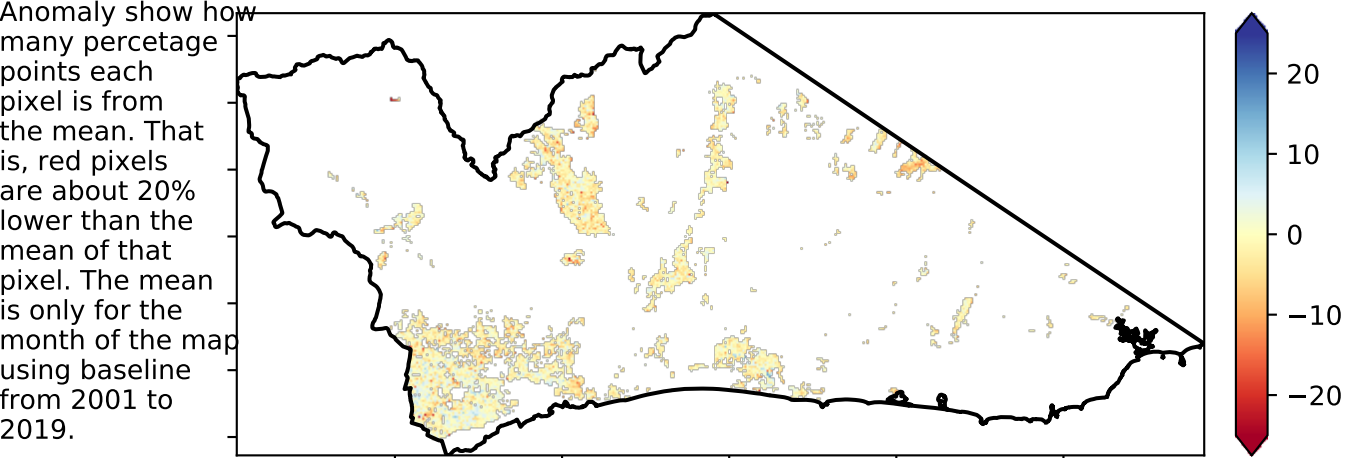 Anomaly show how
many percetage
points each
pixel is from
the mean. That
is, red pixels
are about 20%
lower than the
mean of that
pixel. The mean
is only for the
month of the map
using baseline
from 2001 to
2019.
20
10
0
−10
−20